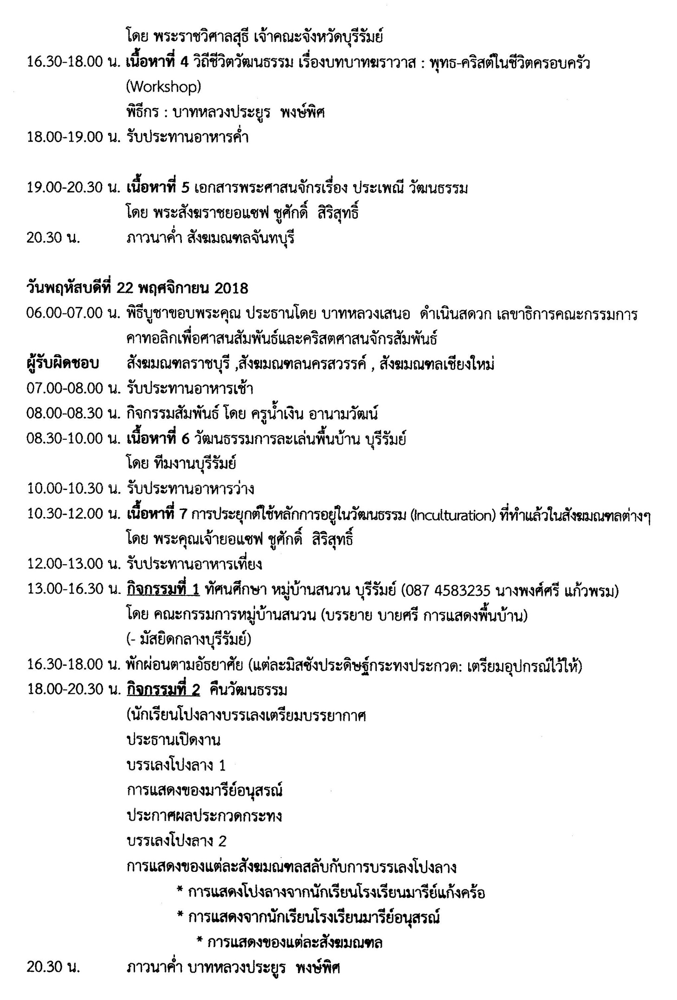 โดย พระราชวิศาลสุธี เจ้าคณะจังหวัดบุรีรัมย์
16.30-18.00 น. เนื้อหาที่ 4 วิถีชีวิตวัฒนธรรม เรื่องบทบาทฆราวาส : พุทธ-คริสต์ในชีวิตครอบครัว
(Workshop)
พิธีกร : บาทหลวงประยูร พงษ์พิศ
18.00-19.00 น. รับประทานอาหารค่ำ
19.00-20.30 น. เนื้อหาที่ 5 เอกสารพระศาสนจักรเรื่อง ประเพณี วัฒนธรรม
โดย พระสังฆราชยอแซฟ ชูศักดิ์ สิริสุทธิ์
20.30 น. ภาวนาค่ำ สังฆมณฑลจันทบุรี
วันพฤหัสบดีที่ 22 พฤศจิกายน 2018
06.00-07.00 น. พิธีบูชาขอบพระคุณ ประธานโดย บาทหลวงเสนอ ดำเนินสดวก เลขาธิการคณะกรรมการ
คาทอลิกเพื่อศาสนสัมพันธ์และคริสตศาสนจักรสัมพันธ์
ผู้รับผิดชอบ สังฆมณฑลราชบุรี ,สังฆมณฑลนครสวรรค์ , สังฆมณฑลเชียงใหม่
07.00-08.00 น. รับประทานอาหารเช้า
08.00-08.30 น. กิจกรรมสัมพันธ์ โดย ครูน้ำเงิน อานามวัฒน์
08.30-10.00 น. เนื้อหาที่ 6 วัฒนธรรมการละเล่นพื้นบ้าน บุรีรัมย์
โดย ทีมงานบุรีรัมย์
10.00-10.30 น. รับประทานอาหารว่าง
10.30-12.00 น. เนื้อหาที่ 7 การประยุกต์ใช้หลักการอยู่ในวัฒนธรรม (Inculturation) ที่ทำแล้วในสังฆมณฑลต่างๆ
โดย พระคุณเจ้ายอแซฟ ชูศักดิ์ สิริสุทธิ์
12.00-13.00 น. รับประทานอาหารเที่ยง
13.00-16.30 น. กิจกรรมที่ 1 ทัศนศึกษา หมู่บ้านสนวน บุรีรัมย์ (087 4583235 นางพงศ์ศรี แก้วพรม)
โดย คณะกรรมการหมู่บ้านสนวน (บรรยาย บายศรี การแสดงพื้นบ้าน)
(- มัสยิดกลางบุรีรัมย์)
16.30-18.00 น. พักผ่อนตามอัธยาศัย (แต่ละมิสซังประดิษฐ์กระทงประกวด: เตรียมอุปกรณ์ไว้ให้)
18.00-20.30 น. กิจกรรมที่ 2 คืนวัฒนธรรม
(นักเรียนโปงลางบรรเลงเตรียมบรรยากาศ
ประธานเปิดงาน
บรรเลงโปงลาง 1
การแสดงของมารีย์อนุสรณ์
ประกาศผลประกวดกระทง
บรรเลงโปงลาง 2
การแสดงของแต่ละสังฆมณฑลสลับกับการบรรเลงโปงลาง
* การแสดงโปงลางจากนักเรียนโรงเรียนมารีย์แก้งคร้อ
* การแสดงจากนักเรียนโรงเรียนมารีย์อนุสรณ์
* การแสดงของแต่ละสังฆมณฑล
20.30 น. ภาวนาค่ำ บาทหลวงประยูร พงษ์พิศ